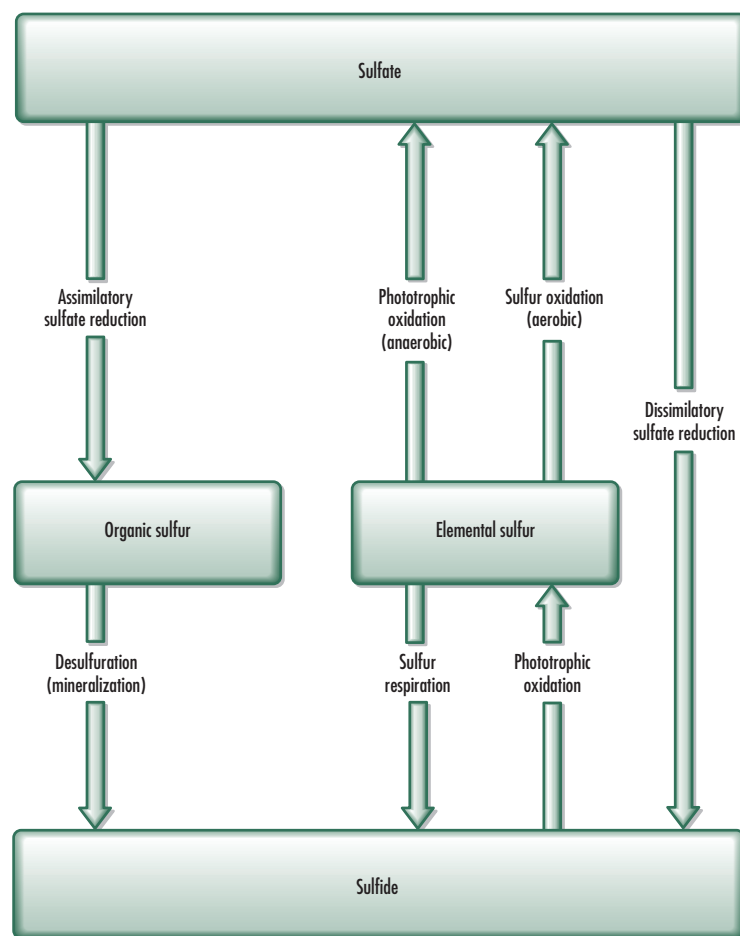 Sulfate
Assimilatory
sulfate reduction
Phototrophic
oxidation
(anaerobic)
Sulfur oxidation
(aerobic)
Dissimilatory
sulfate reduction
Organic sulfur
Elemental sulfur
Desulfuration
(mineralization)
Sulfur
respiration
Phototrophic
oxidation
Sulfide